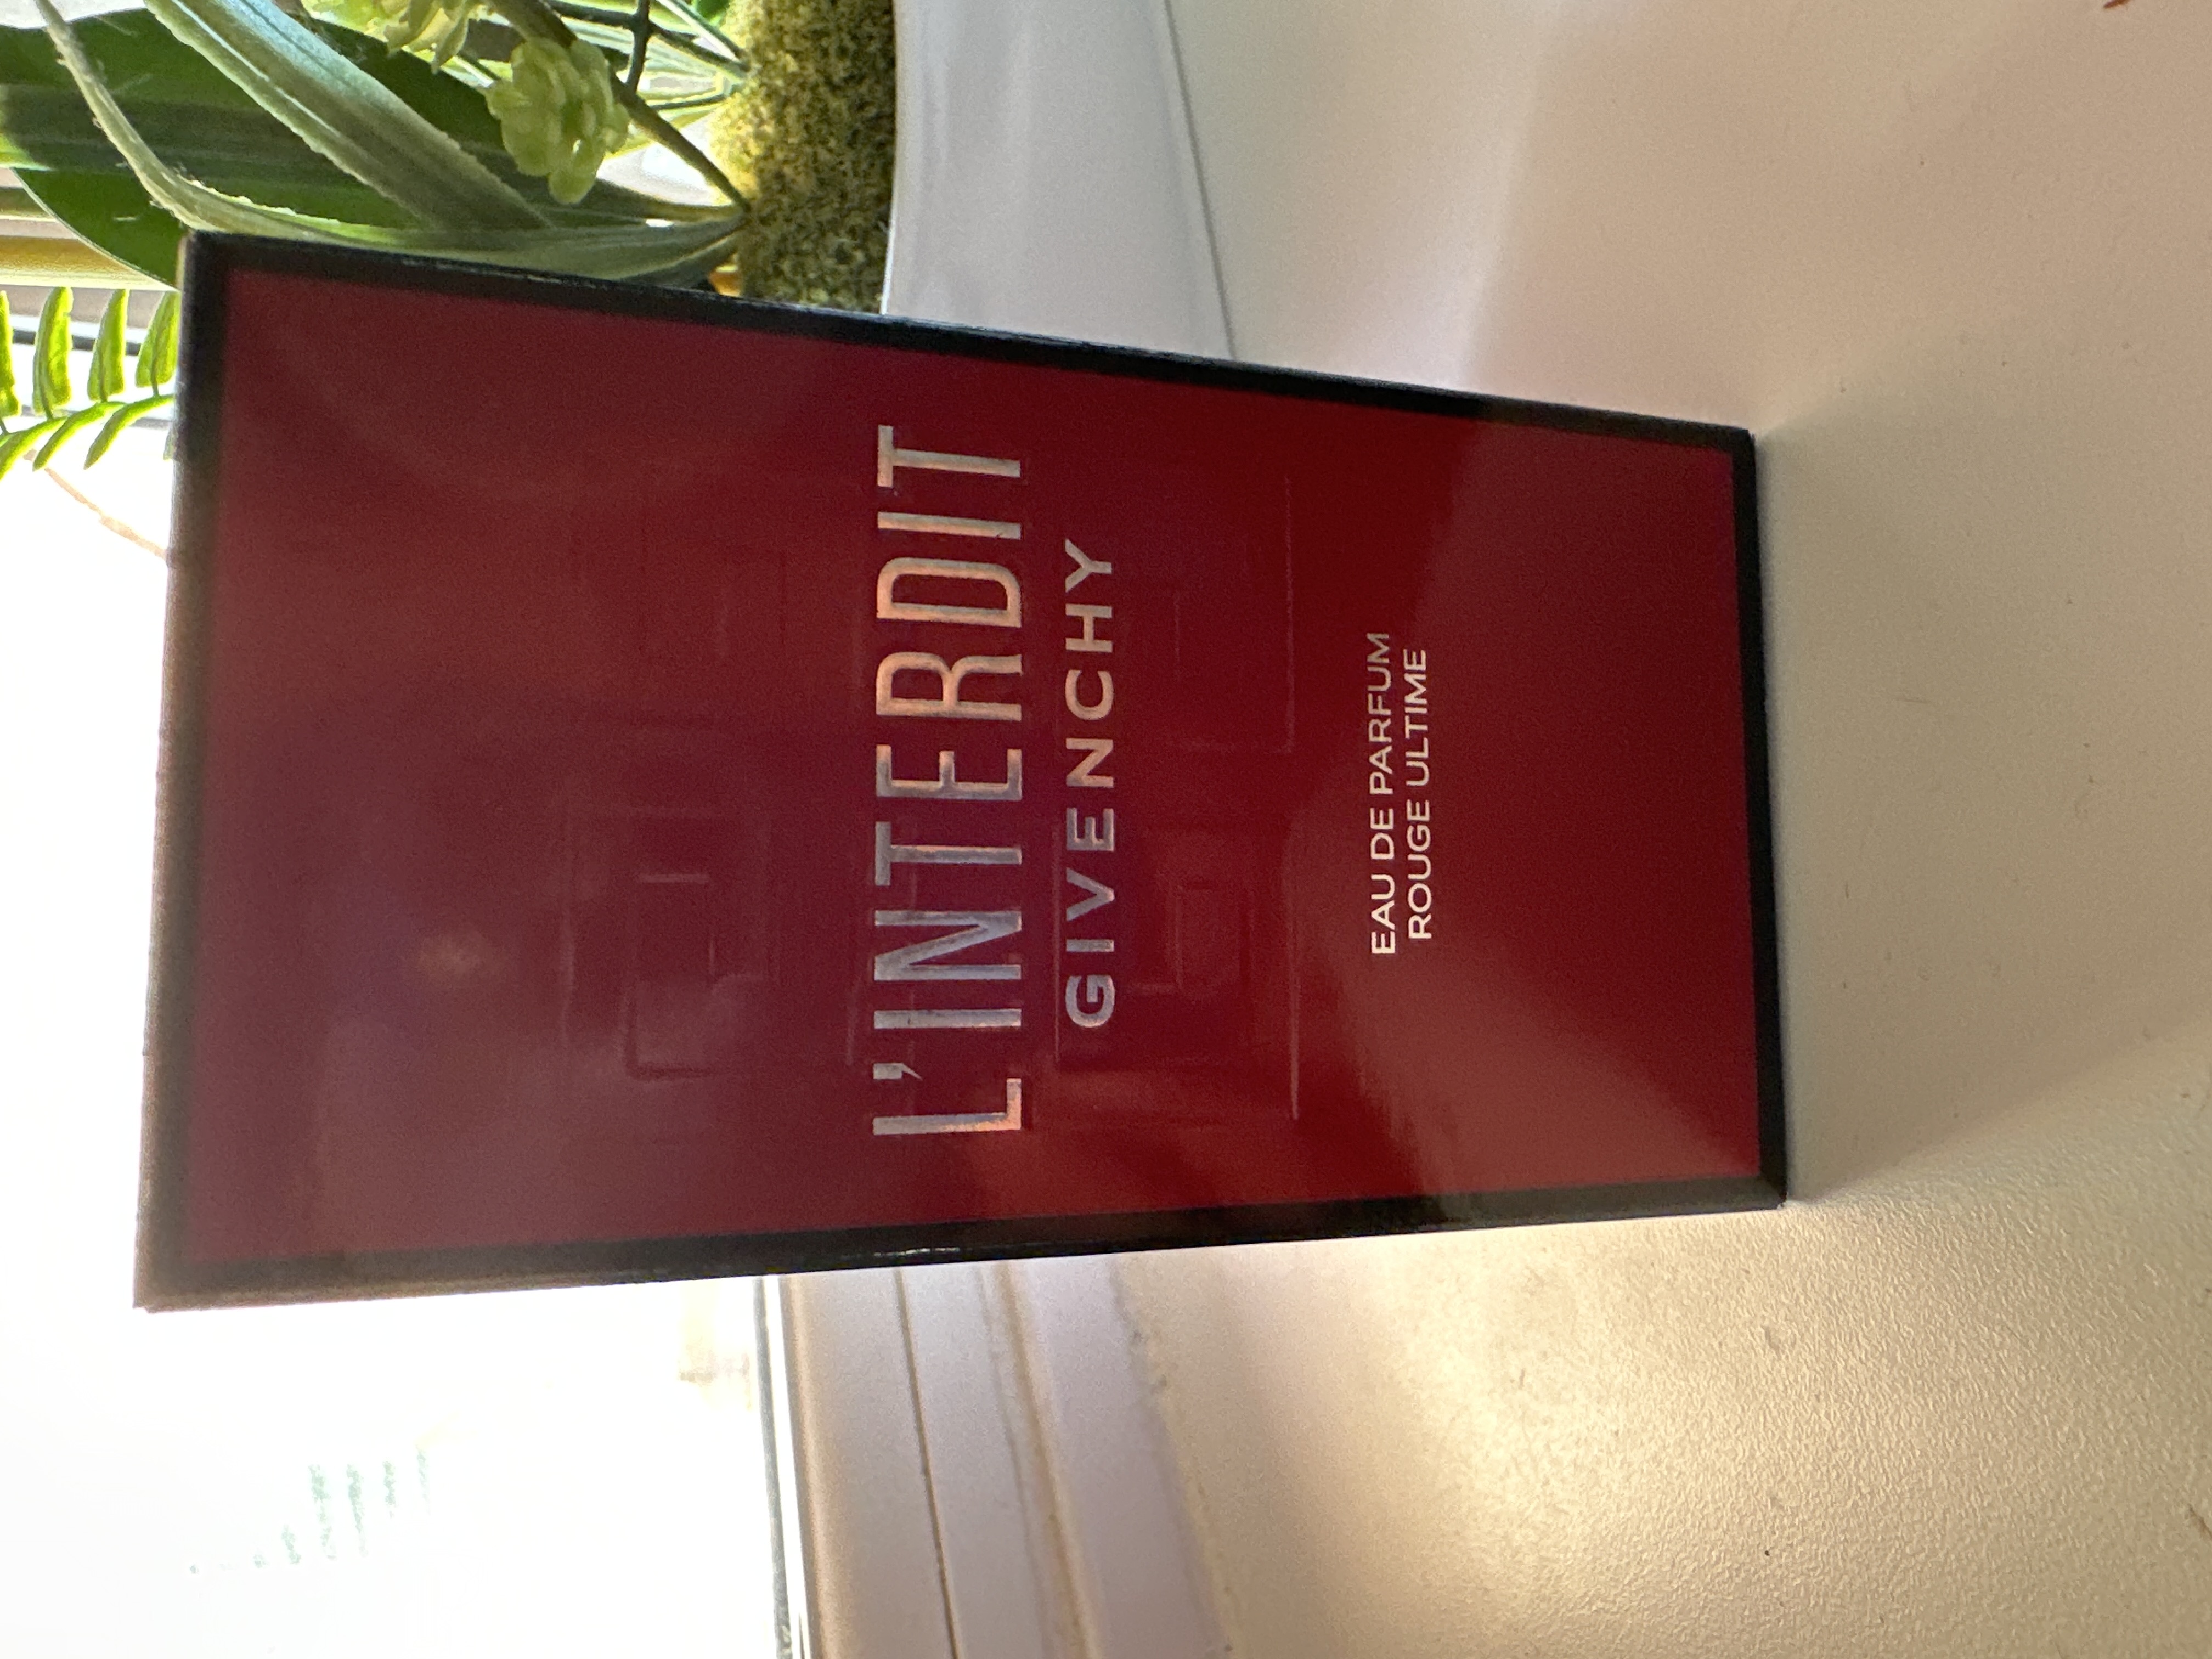 L'INTERDIT
GIVENCHY
EAU DE PARFUM
ROUGE ULTIME